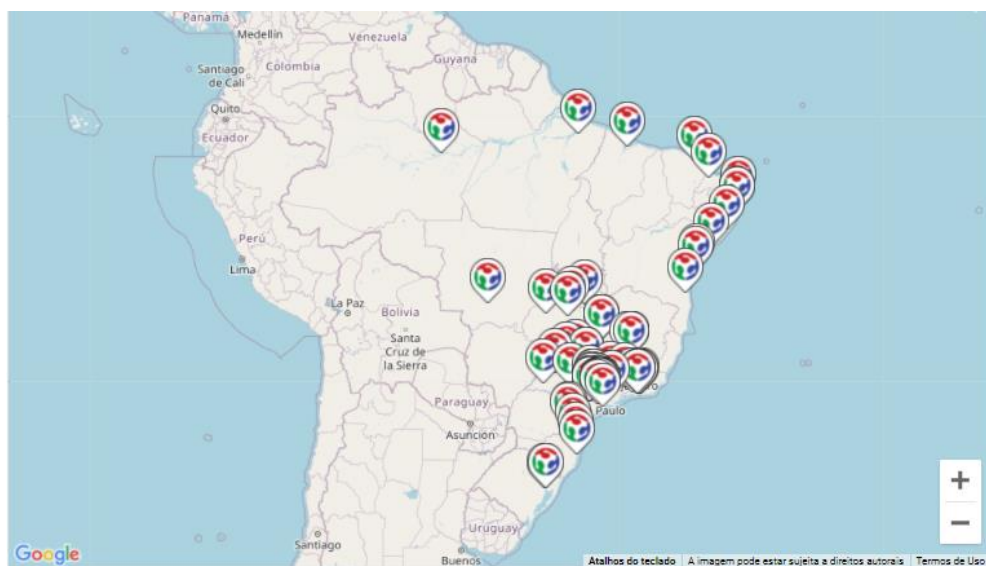 Panamá
Medellín
Venezuela
Guyana
Colombia
Santiago
de Cali
Quito
Ecuador
Perú
Lima
La Paz
Bolivia
Santa
Cruz de
la Sierra
Paraguay
Paulo
Asunción
Uruguay
Santiago
Buenos
+
−
Google
Atalhos do teclado
A imagem pode estar sujeita a direitos autorais
Termos de Uso